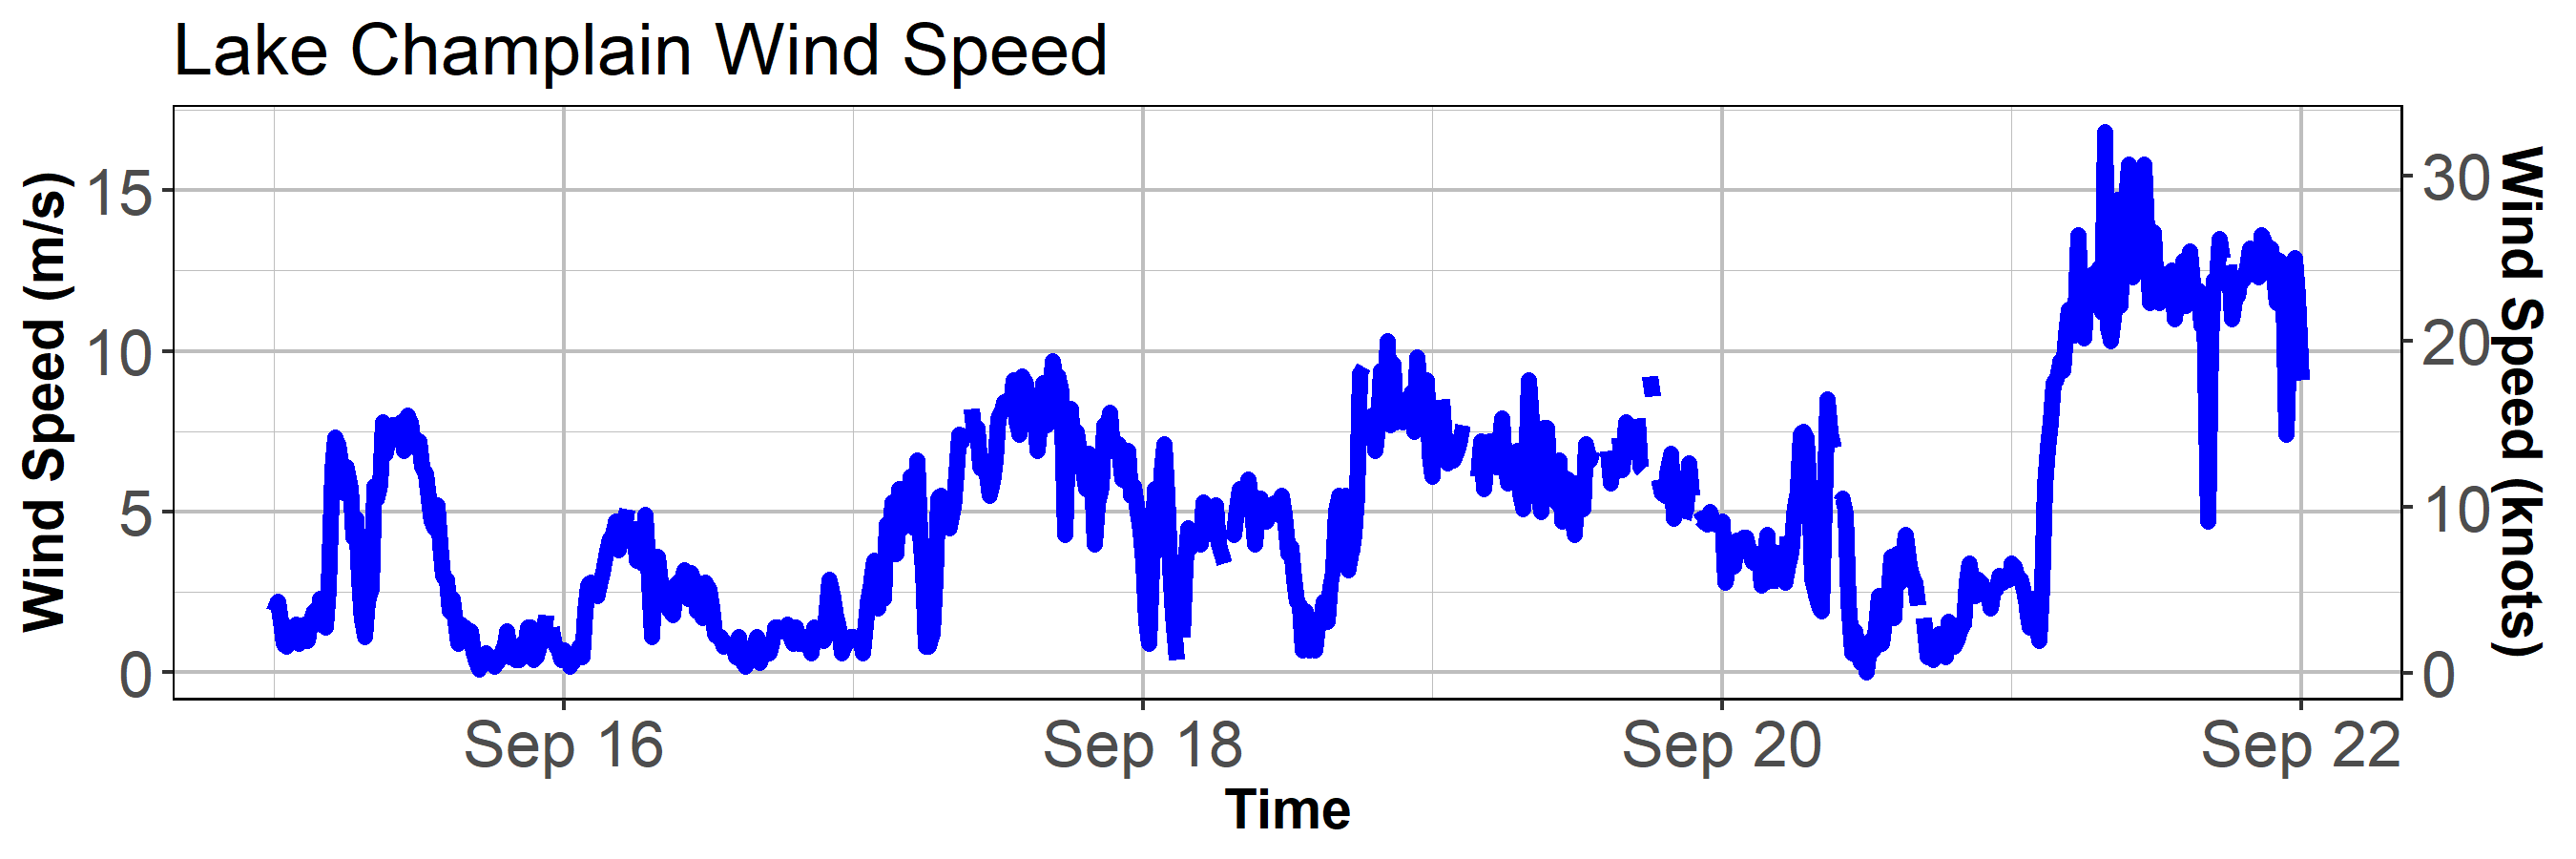 Lake Champlain Wind Speed
Wind Speed (m/s)
15
10
5
0
30
20
10
0
Wind Speed (knots)
Sep 16
Sep 18
Sep 20
Sep 22
Time